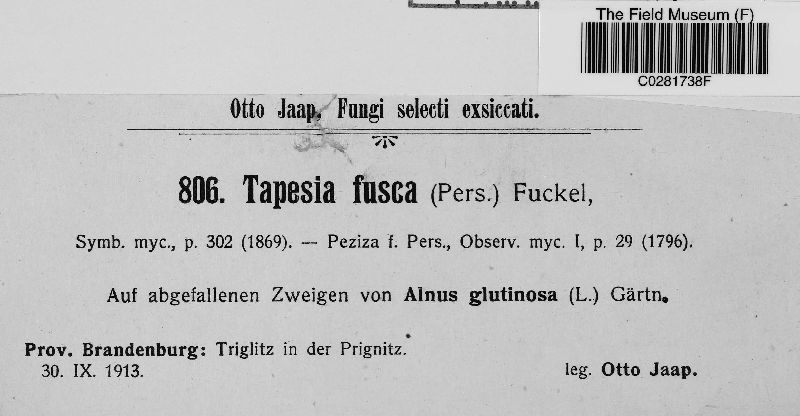 The Field Museum (F)
C0281738F
Otto Jaap. Fungi selecti exsiccati.
806. Tapesia fusca (Pers.) Fuckel,
Symb. myc., p. 302 (1869). — Peziza f. Pers., Observ. myc. I, p. 29 (1796).
Auf abgefallenen Zweigen von Alnus glutinosa (L.) Gärtn.
Prov. Brandenburg: Triglitz in der Prignitz.
30. IX. 1913.
leg. Otto Jaap.